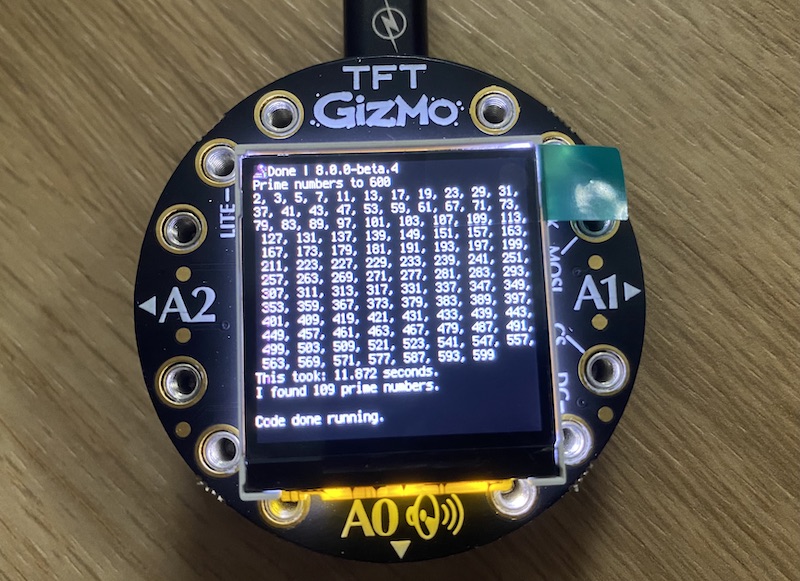 TFT
GizMo
Done | 8.0.0-beta.4
Prime numbers to 600
2, 3, 5, 7, 11, 13, 17, 19, 23, 29, 31,
37, 41, 43, 47, 53, 59, 61, 67, 71, 73,
79, 83, 89, 97, 101, 103, 107, 109, 113,
127, 131, 137, 139, 149, 151, 157, 163,
167, 173, 179, 181, 191, 193, 197, 199,
211, 223, 227, 229, 233, 239, 241, 251,
257, 263, 269, 271, 277, 281, 283, 293,
307, 311, 313, 317, 331, 337, 347, 349,
353, 359, 367, 373, 379, 383, 389, 397,
401, 409, 419, 421, 431, 433, 439, 443,
449, 457, 461, 463, 467, 479, 487, 491,
499, 503, 509, 521, 523, 541, 547, 557,
563, 569, 571, 577, 587, 593, 599
This took: 11.872 seconds.
I found 109 prime numbers.
Code done running.
LITE
A2
MOSI
A1
CS
DC
A0